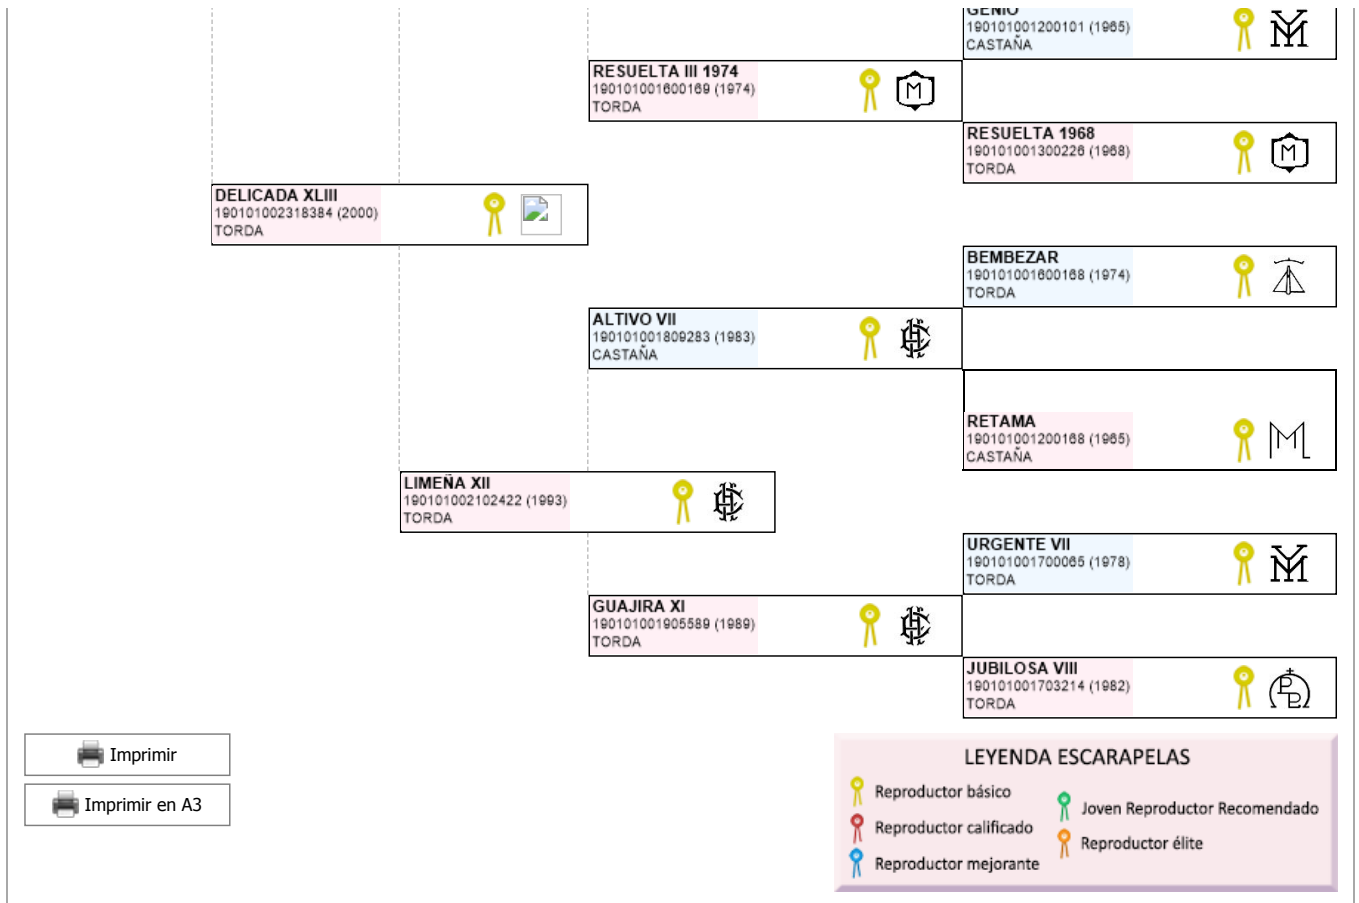 GENIO
190101001200101 (1965)
CASTAÑA
RESUELTA III 1974
190101001600169 (1974)
TORDA
RESUELTA 1968
190101001300226 (1968)
TORDA
DELICADA XLIII
190101002318384 (2000)
TORDA
BEMBEZAR
190101001600168 (1974)
TORDA
ALTIVO VII
190101001809283 (1983)
CASTAÑA
RETAMA
190101001200168 (1965)
CASTAÑA
LIMEÑA XII
190101002102422 (1993)
TORDA
URGENTE VII
190101001700065 (1978)
TORDA
GUAJIRA XI
190101001905589 (1989)
TORDA
JUBILOSA VIII
190101001703214 (1982)
TORDA
Imprimir
Imprimir en A3
LEYENDA ESCARAPELAS
Reproductor básico
Reproductor calificado
Reproductor mejorante
Joven Reproductor Recomendado
Reproductor élite